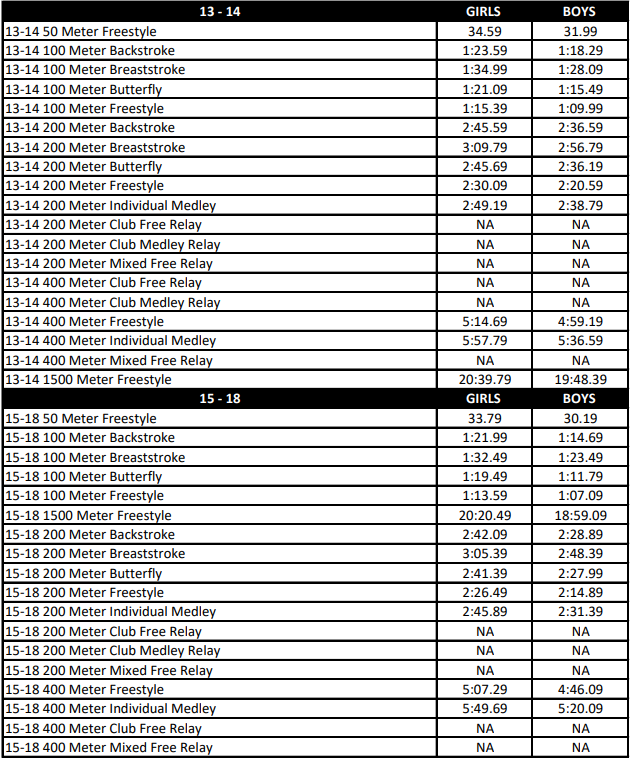 13 - 14 GIRLS BOYS
13-14 50 Meter Freestyle 34.59 31.99
13-14 100 Meter Backstroke 1:23.59 1:18.29
13-14 100 Meter Breaststroke 1:34.99 1:28.09
13-14 100 Meter Butterfly 1:21.09 1:15.49
13-14 100 Meter Freestyle 1:15.39 1:09.99
13-14 200 Meter Backstroke 2:45.59 2:36.59
13-14 200 Meter Breaststroke 3:09.79 2:56.79
13-14 200 Meter Butterfly 2:45.69 2:36.19
13-14 200 Meter Freestyle 2:30.09 2:20.59
13-14 200 Meter Individual Medley 2:49.19 2:38.79
13-14 200 Meter Club Free Relay NA NA
13-14 200 Meter Club Medley Relay NA NA
13-14 200 Meter Mixed Free Relay NA NA
13-14 400 Meter Club Free Relay NA NA
13-14 400 Meter Club Medley Relay NA NA
13-14 400 Meter Freestyle 5:14.69 4:59.19
13-14 400 Meter Individual Medley 5:57.79 5:36.59
13-14 400 Meter Mixed Free Relay NA NA
13-14 1500 Meter Freestyle 20:39.79 19:48.39
15 - 18 GIRLS BOYS
15-18 50 Meter Freestyle 33.79 30.19
15-18 100 Meter Backstroke 1:21.99 1:14.69
15-18 100 Meter Breaststroke 1:32.49 1:23.49
15-18 100 Meter Butterfly 1:19.49 1:11.79
15-18 100 Meter Freestyle 1:13.59 1:07.09
15-18 1500 Meter Freestyle 20:20.49 18:59.09
15-18 200 Meter Backstroke 2:42.09 2:28.89
15-18 200 Meter Breaststroke 3:05.39 2:48.39
15-18 200 Meter Butterfly 2:41.39 2:27.99
15-18 200 Meter Freestyle 2:26.49 2:14.89
15-18 200 Meter Individual Medley 2:45.89 2:31.39
15-18 200 Meter Club Free Relay NA NA
15-18 200 Meter Club Medley Relay NA NA
15-18 200 Meter Mixed Free Relay NA NA
15-18 400 Meter Freestyle 5:07.29 4:46.09
15-18 400 Meter Individual Medley 5:49.69 5:20.09
15-18 400 Meter Club Free Relay NA NA
15-18 400 Meter Mixed Free Relay NA NA